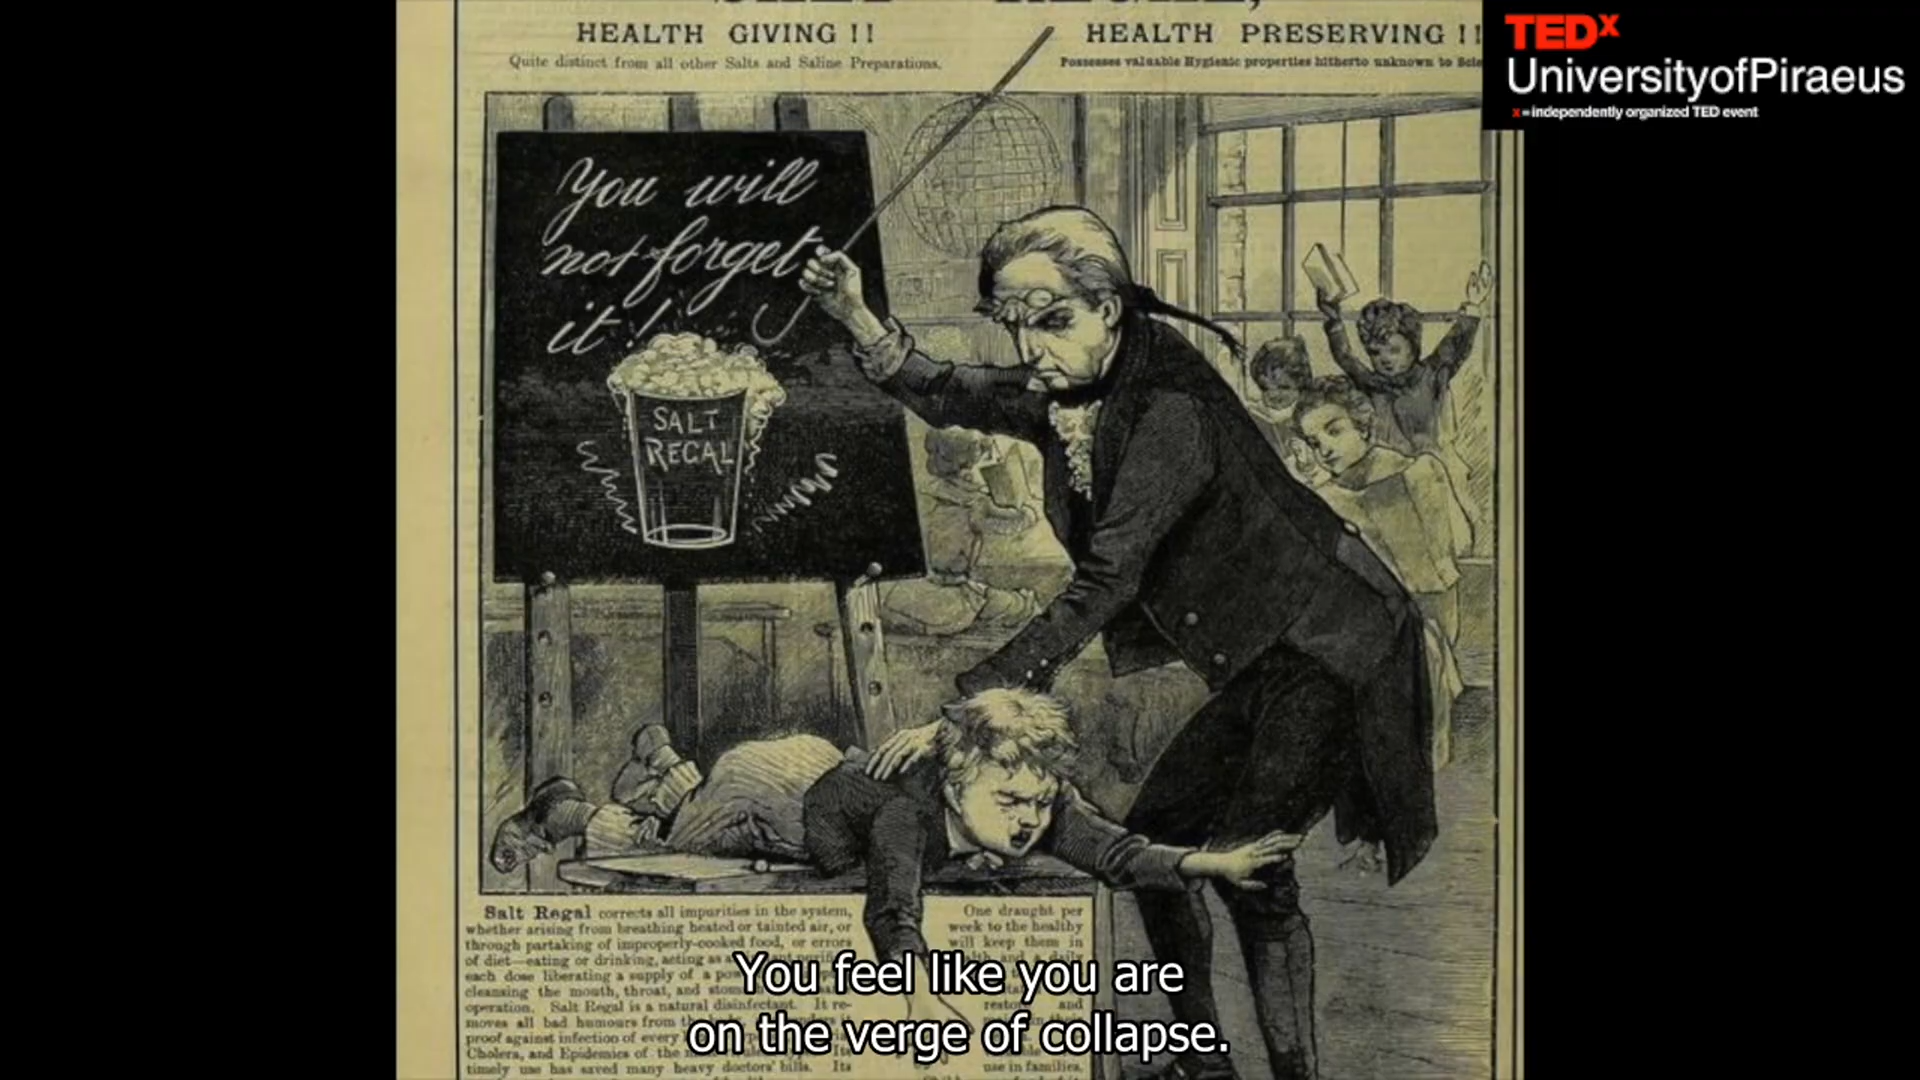 HEALTH GIVING !!
HEALTH PRESERVING !!
Quite distinct from all other Salts and Saline Preparations.
Possesses valuable Hygienic properties hitherto unknown to
TEDx
UniversityofPiraeus
x = independently organized TED event
You will
not forget
it !
SALT
REGAL
Salt Regal corrects all impurities in the system,
whether arising from breathing heated or tainted air, or
through partaking of improperly-cooked food, or errors
of diet—eating or drinking, acting as
each dose liberating a supply of a
cleansing the mouth, throat, and
operation. Salt Regal is a natural disinfectant. It re-
moves all bad humours from
proof against infection of every
Cholera, and Epidemics of the
timely use has saved many heavy doctors' bills. Its
One draught per
week to the healthy
will keep them in
and
use in families.
You feel like you are
on the verge of collapse.